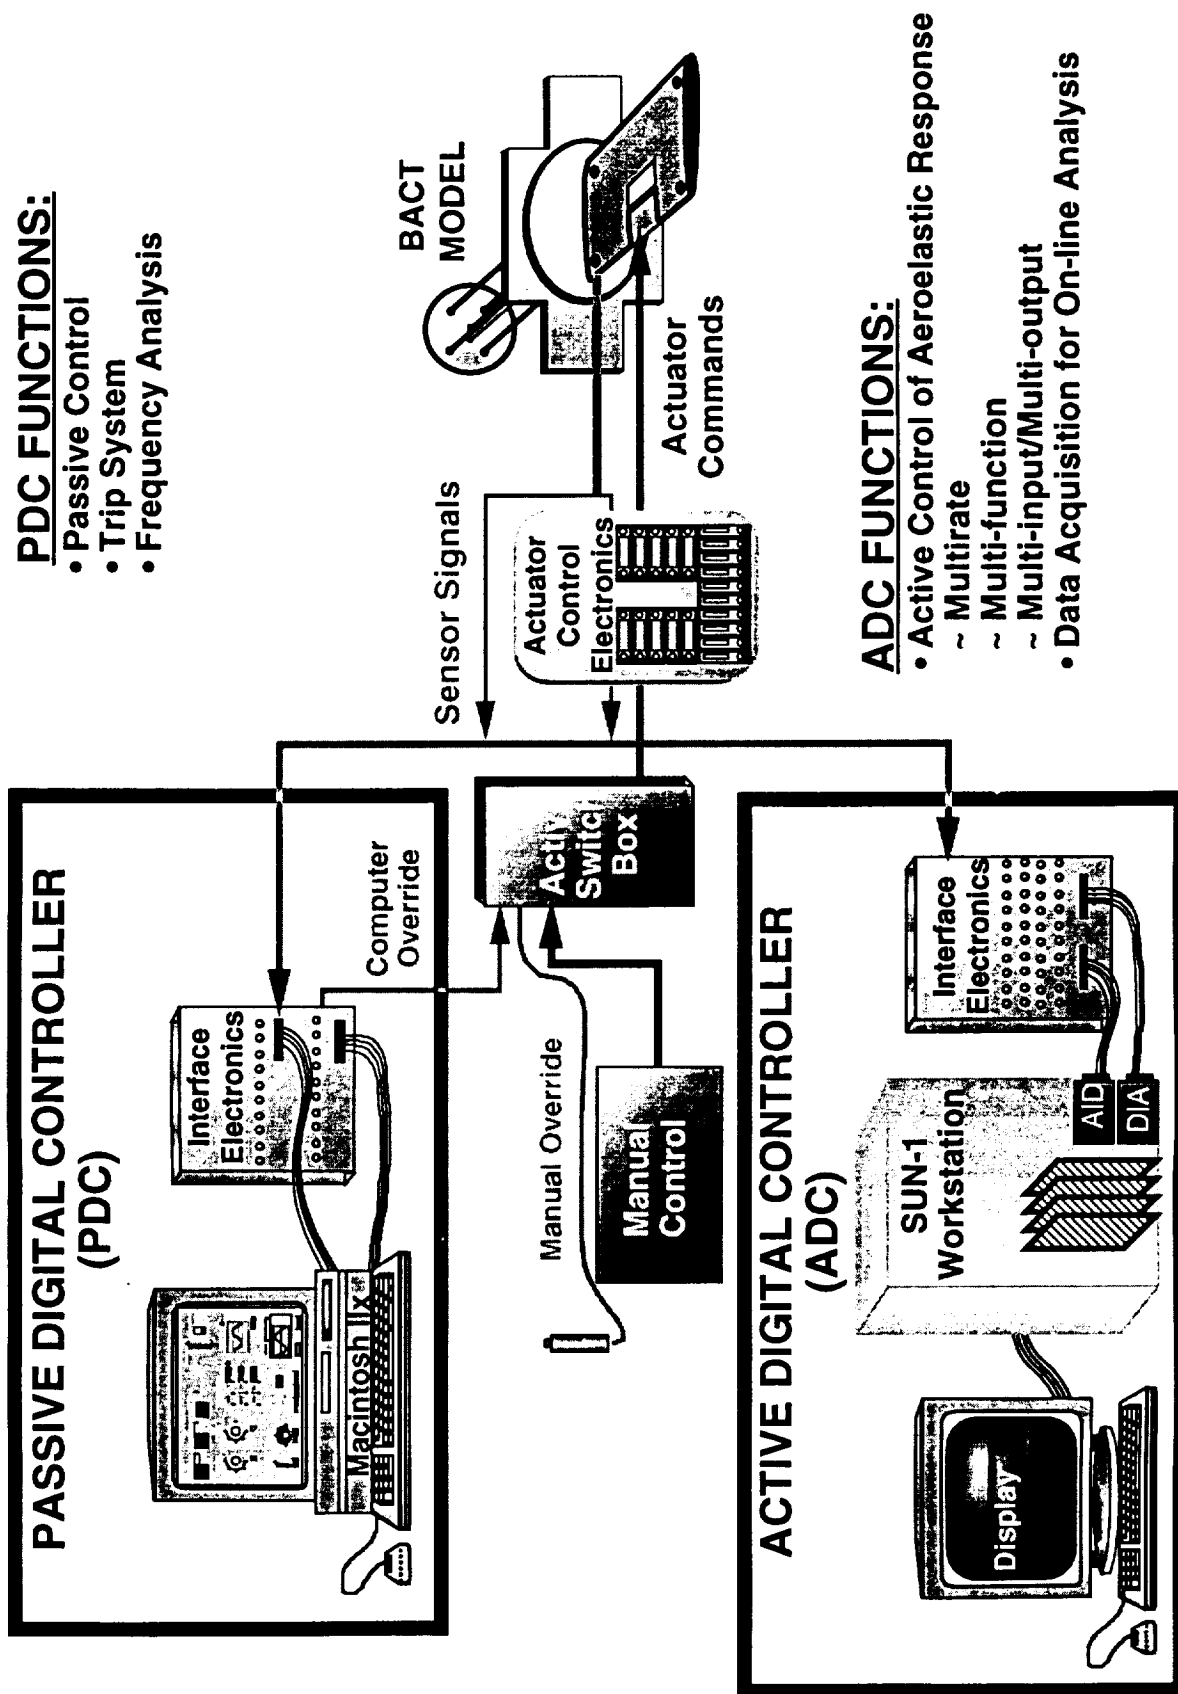 PASSIVE DIGITAL CONTROLLER
(PDC)
Macintosh IIx
Interface
Electronics
Computer
Override
PDC FUNCTIONS:
• Passive Control
• Trip System
• Frequency Analysis
Manual Override
Manual
Control
Switch
Box
Sensor Signals
Actuator
Control
Electronics
BACT
MODEL
Actuator
Commands
ACTIVE DIGITAL CONTROLLER
(ADC)
Display
SUN-1
Workstation
AID
DIA
Interface
Electronics
ADC FUNCTIONS:
• Active Control of Aeroelastic Response
~ Multirate
~ Multi-function
~ Multi-input/Multi-output
• Data Acquisition for On-line Analysis